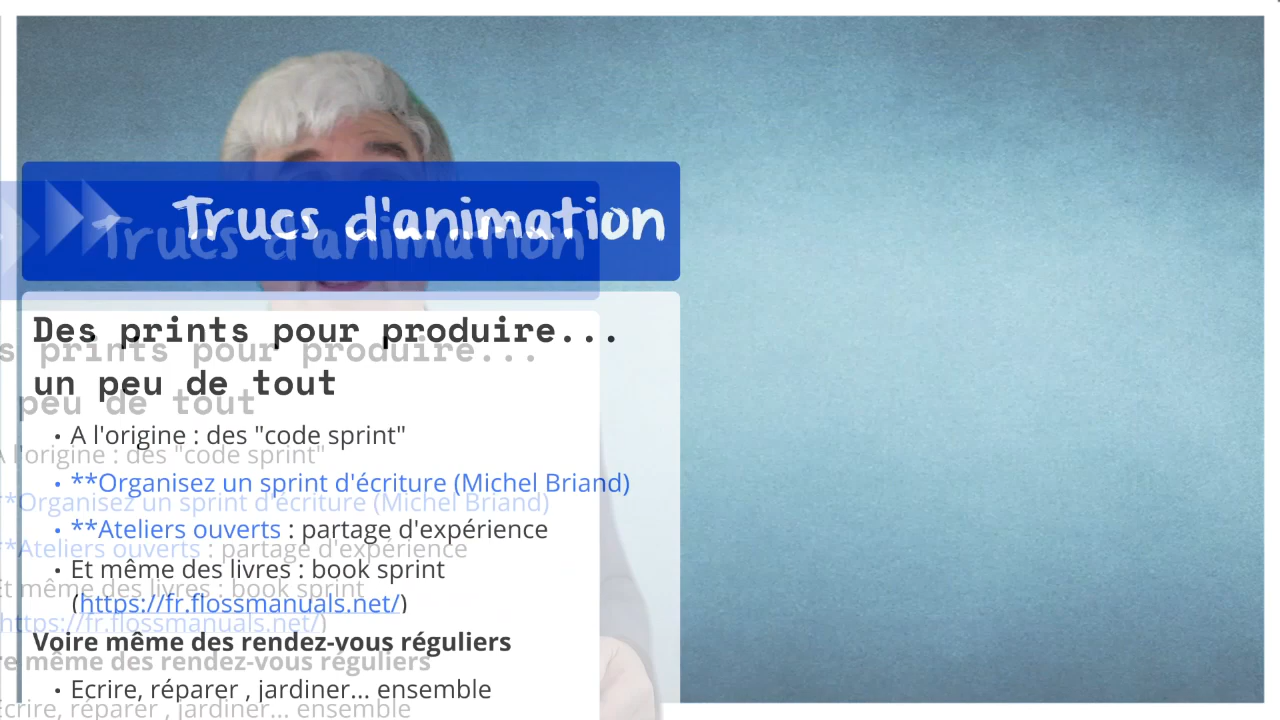 Trucs d'animation
Des prints pour produire...
un peu de tout
• A l'origine : des "code sprint"
• **Organisez un sprint d'écriture (Michel Briand)
• **Ateliers ouverts : partage d'expérience
• Et même des livres : book sprint
(https://fr.flossmanuals.net/)
Voire même des rendez-vous réguliers
• Ecrire, réparer , jardiner... ensemble